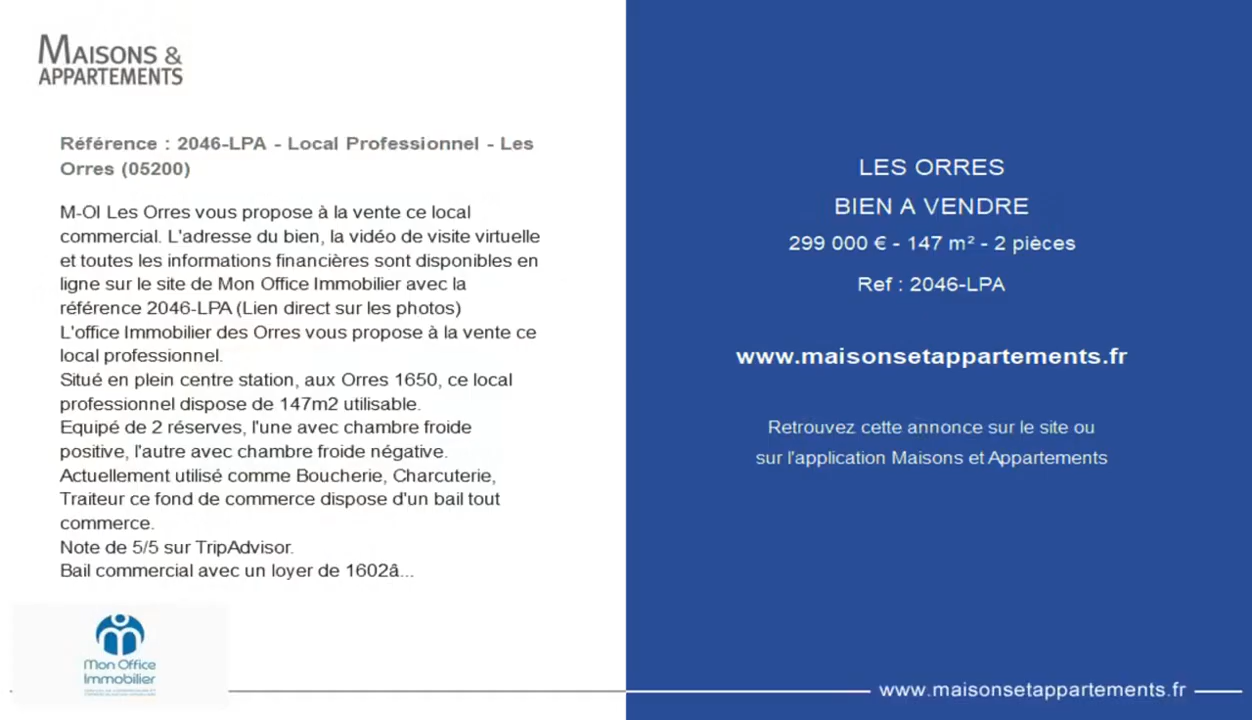 MAISONS &
APPARTEMENTS
Référence : 2046-LPA - Local Professionnel - Les
Orres (05200)
M-OI Les Orres vous propose à la vente ce local
commercial. L'adresse du bien, la vidéo de visite virtuelle
et toutes les informations financières sont disponibles en
ligne sur le site de Mon Office Immobilier avec la
référence 2046-LPA (Lien direct sur les photos)
L'office Immobilier des Orres vous propose à la vente ce
local professionnel.
Situé en plein centre station, aux Orres 1650, ce local
professionnel dispose de 147m2 utilisable.
Equipé de 2 réserves, l'une avec chambre froide
positive, l'autre avec chambre froide négative.
Actuellement utilisé comme Boucherie, Charcuterie,
Traiteur ce fond de commerce dispose d'un bail tout
commerce.
Note de 5/5 sur TripAdvisor.
Bail commercial avec un loyer de 1602â...
Mon Office
Immobilier
LES ORRES
BIEN A VENDRE
299 000 € - 147 m² - 2 pièces
Ref : 2046-LPA
www.maisonsetappartements.fr
Retrouvez cette annonce sur le site ou
sur l'application Maisons et Appartements
www.maisonsetappartements.fr